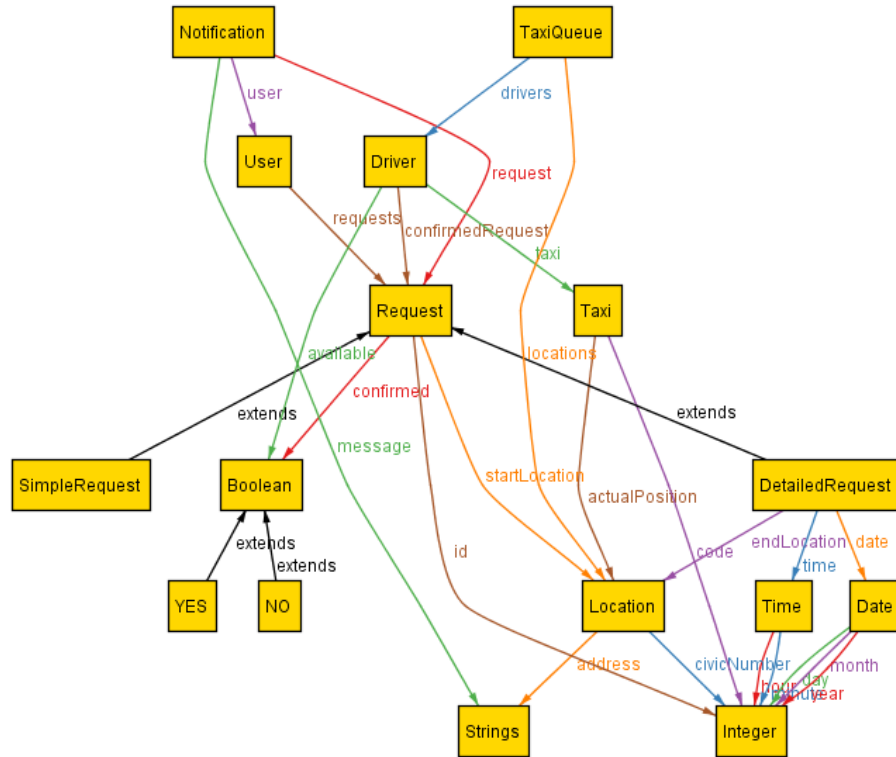 Notification
TaxiQueue
user
drivers
User
Driver
request
requests
confirmedRequest
taxi
Request
Taxi
available
locations
confirmed
extends
extends
message
SimpleRequest
Boolean
startLocation
actualPosition
DetailedRequest
extends
extends
id
code
endLocation
date
time
YES
NO
Location
Time
Date
address
civicNumber
hour
minute
day
month
year
Strings
Integer